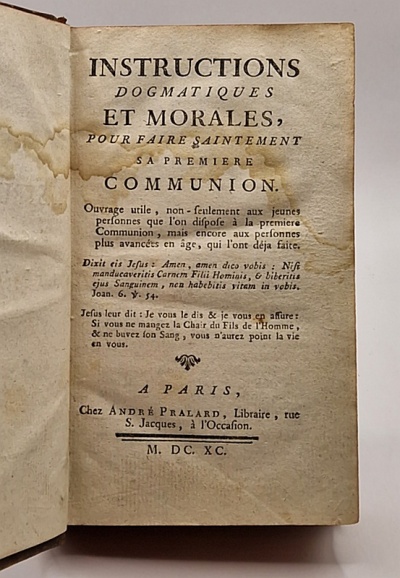 INSTRUCTIONS
DOGMATIQUES
ET MORALES,
POUR FAIRE SAINTEMENT
SA PREMIERE
COMMUNION.
Ouvrage utile, non-seulement aux jeunes
personnes que l'on dispose à la premiere
Communion, mais encore aux personnes
plus avancées en âge, qui l'ont déja faite.
Dixit eis Jesus: Amen, amen dico vobis: Nisi
manducaveritis Carnem Filii Hominis, & biberitis
ejus Sanguinem, non habebitis vitam in vobis.
Joan. 6. ℣. 54.
Jesus leur dit: Je vous le dis & je vous en assure:
Si vous ne mangez la Chair du Fils de l'Homme,
& ne buvez son Sang, vous n'aurez point la vie
en vous.
A PARIS,
Chez ANDRÉ PRALARD, Libraire, rue
S. Jacques, à l'Occasion.
M. DC. XC.